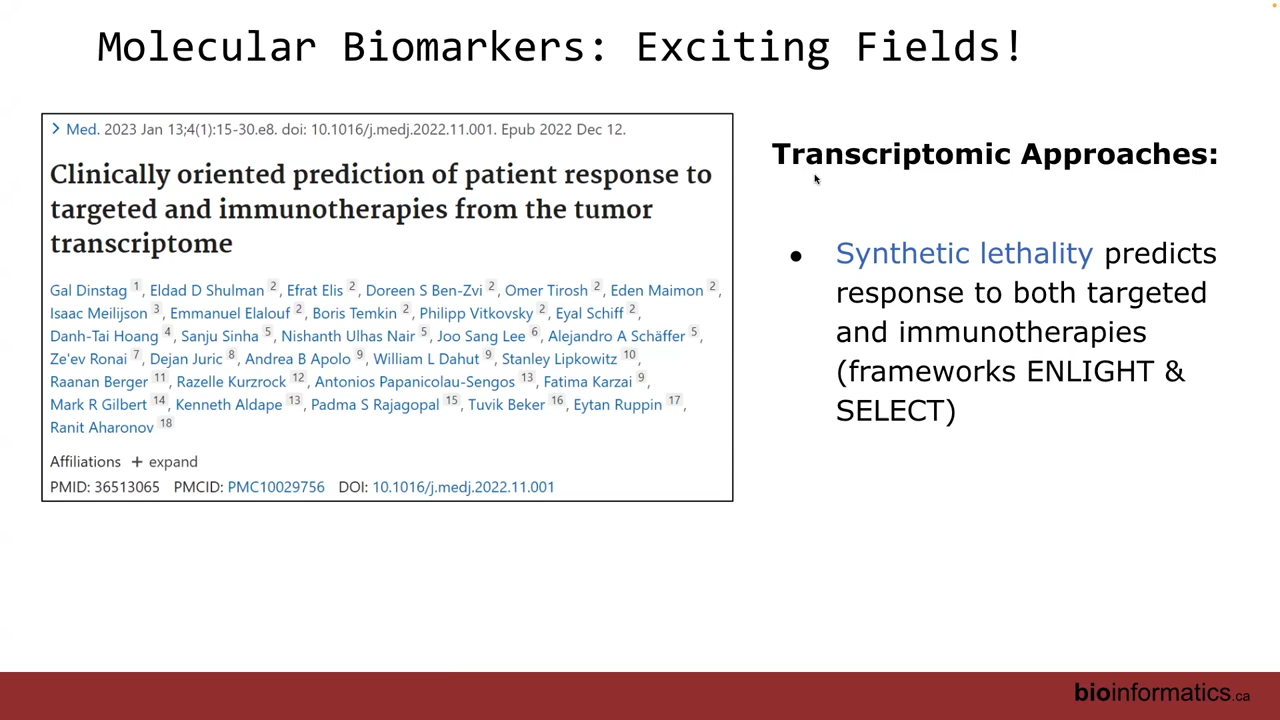 Molecular Biomarkers: Exciting Fields!
> Med. 2023 Jan 13;4(1):15-30.e8. doi: 10.1016/j.medj.2022.11.001. Epub 2022 Dec 12.
Clinically oriented prediction of patient response to
targeted and immunotherapies from the tumor
transcriptome
Gal Dinstag 1, Eldad D Shulman 2, Efrat Elis 2, Doreen S Ben-Zvi 2, Omer Tirosh 2, Eden Maimon 2,
Isaac Meilijson 3, Emmanuel Elalouf 2, Boris Temkin 2, Philipp Vitkovsky 2, Eyal Schiff 2,
Danh-Tai Hoang 4, Sanju Sinha 5, Nishanth Ulhas Nair 5, Joo Sang Lee 6, Alejandro A Schäffer 5,
Ze'ev Ronai 7, Dejan Juric 8, Andrea B Apolo 9, William L Dahut 9, Stanley Lipkowitz 10,
Raanan Berger 11, Razelle Kurzrock 12, Antonios Papanicolau-Sengos 13, Fatima Karzai 9,
Mark R Gilbert 14, Kenneth Aldape 13, Padma S Rajagopal 15, Tuvik Beker 16, Eytan Ruppin 17,
Ranit Aharonov 18
Affiliations + expand
PMID: 36513065 PMCID: PMC10029756 DOI: 10.1016/j.medj.2022.11.001
Transcriptomic Approaches:
● Synthetic lethality predicts
response to both targeted
and immunotherapies
(frameworks ENLIGHT &
SELECT)
bioinformatics.ca